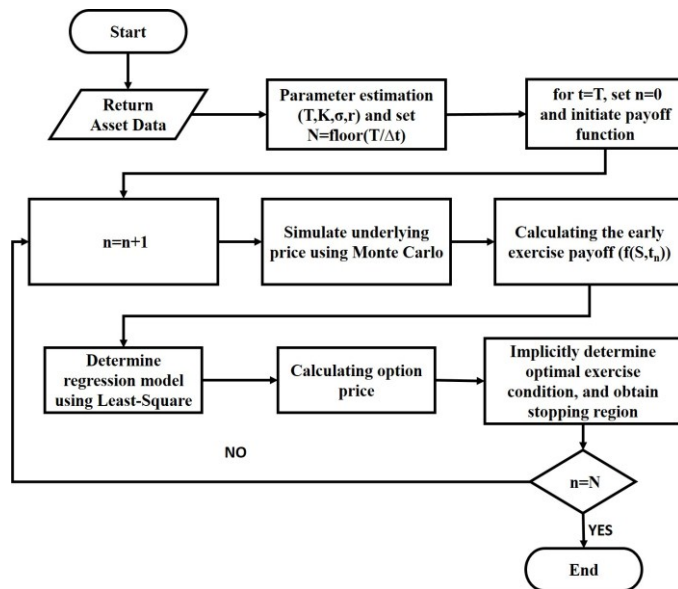 Start
Return
Asset Data
Parameter estimation
(T,K,σ,r) and set
N=floor(T/Δt)
for t=T, set n=0
and initiate payoff
function
n=n+1
Simulate underlying
price using Monte Carlo
Calculating the early
exercise payoff (f(S,tₙ))
Determine
regression model
using Least-Square
Calculating option
price
Implicitly determine
optimal exercise
condition, and obtain
stopping region
NO
n=N
YES
End